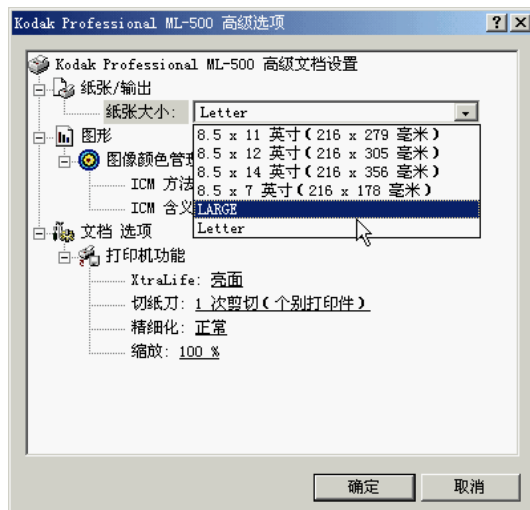 Kodak Professional ML-500 高级选项
Kodak Professional ML-500 高级文档设置
纸张/输出
纸张大小: Letter
8.5 x 11 英寸(216 x 279 毫米)
8.5 x 12 英寸(216 x 305 毫米)
8.5 x 14 英寸(216 x 356 毫米)
8.5 x 7 英寸(216 x 178 毫米)
LARGE
Letter
图形
图像颜色管
ICM 方法
ICM 含义
文档 选项
打印机功能
XtraLife: 亮面
切纸刀: 1 次剪切(个别打印件)
精细化: 正常
缩放: 100 %
确定 取消